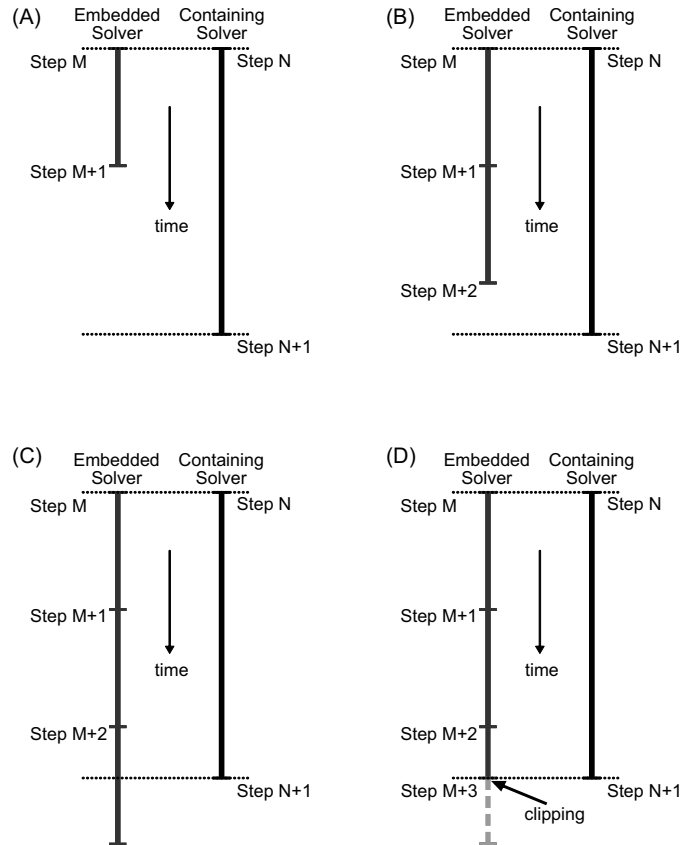 (A)
Embedded Solver
Containing Solver
Step M
Step N
Step M+1
time
Step N+1
(B)
Embedded Solver
Containing Solver
Step M
Step N
Step M+1
time
Step M+2
Step N+1
(C)
Embedded Solver
Containing Solver
Step M
Step N
Step M+1
time
Step M+2
Step N+1
(D)
Embedded Solver
Containing Solver
Step M
Step N
Step M+1
time
Step M+2
Step M+3
Step N+1
clipping